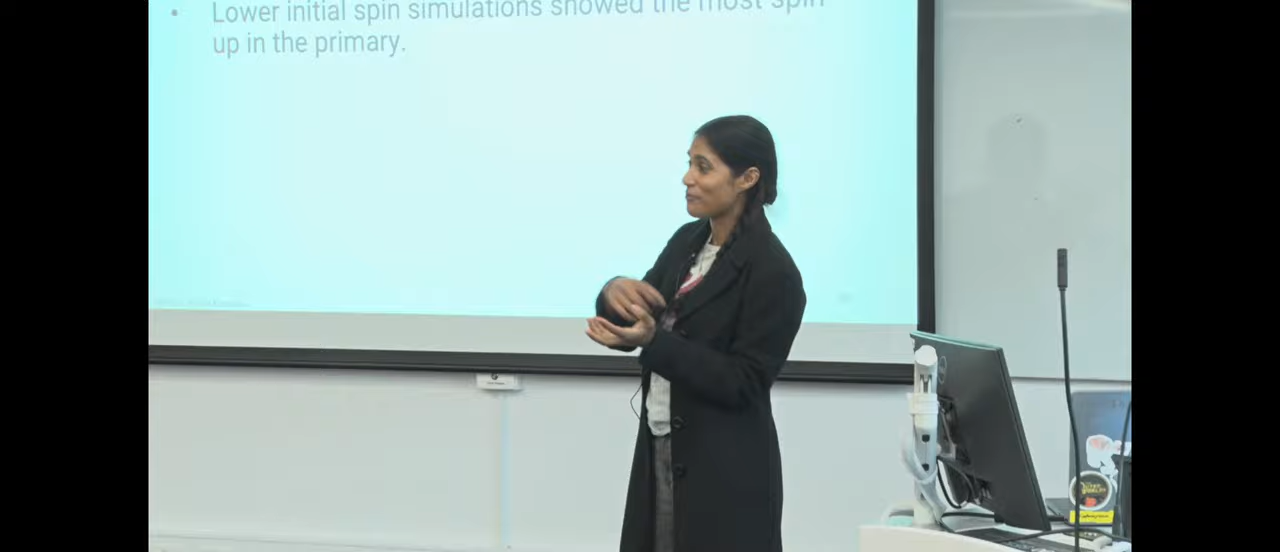 • Lower initial spin simulations showed the most spin
up in the primary.